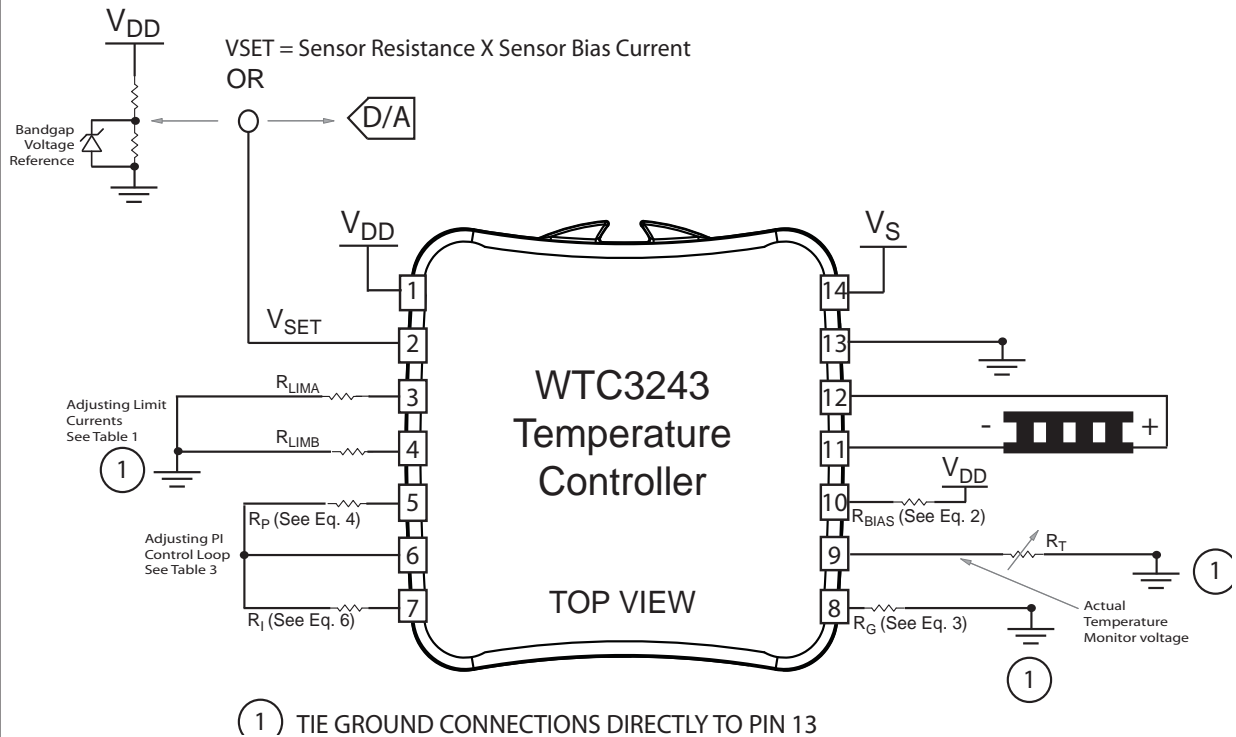 VDD
VSET = Sensor Resistance X Sensor Bias Current
OR
D/A
Bandgap
Voltage
Reference
VDD
VS
1
14
VSET
2
13
RLIMA
3
12
Adjusting Limit
Currents
See Table 1
1
RLIMB
4
11
- +
WTC3243
Temperature
Controller
VDD
5
10
RP (See Eq. 4)
RBIAS (See Eq. 2)
Adjusting PI
Control Loop
See Table 3
6
9
RT
1
7
8
RI (See Eq. 6)
TOP VIEW
RG (See Eq. 3)
Actual
Temperature
Monitor voltage
1
1 TIE GROUND CONNECTIONS DIRECTLY TO PIN 13